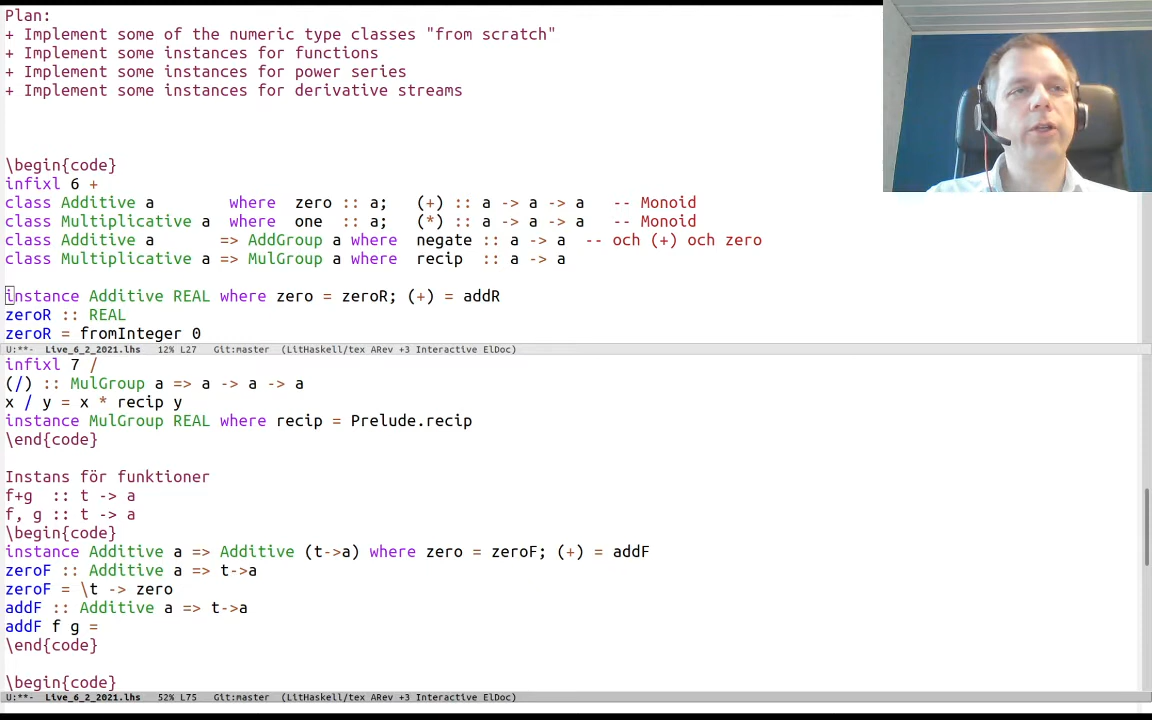 Plan:
+ Implement some of the numeric type classes "from scratch"
+ Implement some instances for functions
+ Implement some instances for power series
+ Implement some instances for derivative streams
\begin{code}
infixl 6 +
class Additive a        where  zero :: a;   (+) :: a -> a -> a   -- Monoid
class Multiplicative a  where  one  :: a;   (*) :: a -> a -> a   -- Monoid
class Additive a       => AddGroup a where  negate :: a -> a  -- och (+) och zero
class Multiplicative a => MulGroup a where  recip  :: a -> a
instance Additive REAL where zero = zeroR; (+) = addR
zeroR :: REAL
zeroR = fromInteger 0
U:**-  Live_6_2_2021.lhs   12% L27   Git:master  (LitHaskell/tex ARev +3 Interactive ElDoc)
infixl 7 /
(/) :: MulGroup a => a -> a -> a
x / y = x * recip y
instance MulGroup REAL where recip = Prelude.recip
\end{code}
Instans för funktioner
f+g  :: t -> a
f, g :: t -> a
\begin{code}
instance Additive a => Additive (t->a) where zero = zeroF; (+) = addF
zeroF :: Additive a => t->a
zeroF = \t -> zero
addF :: Additive a => t->a
addF f g =
\end{code}
\begin{code}
U:**-  Live_6_2_2021.lhs   52% L75   Git:master  (LitHaskell/tex ARev +3 Interactive ElDoc)